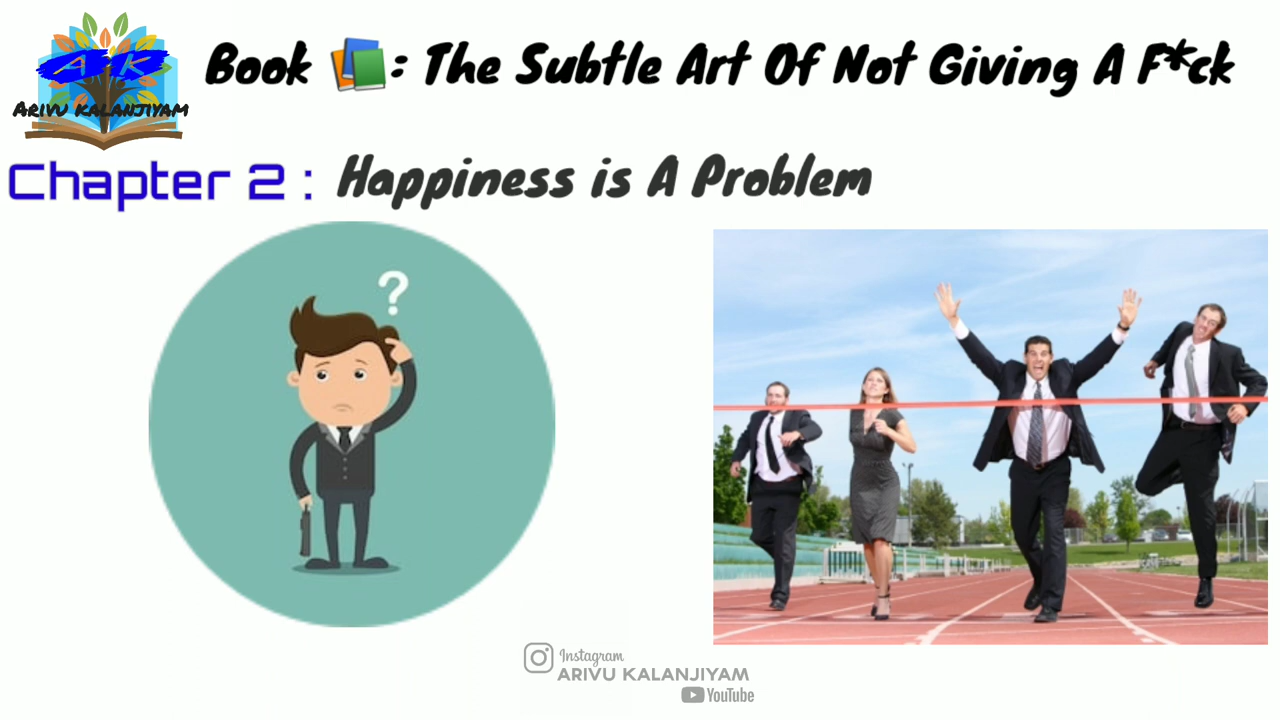 AK
ARIVU KALANJIYAM
Book 📚: The Subtle Art Of Not Giving A F*ck
Chapter 2 : Happiness is A Problem
?
Instagram
ARIVU KALANJIYAM
YouTube